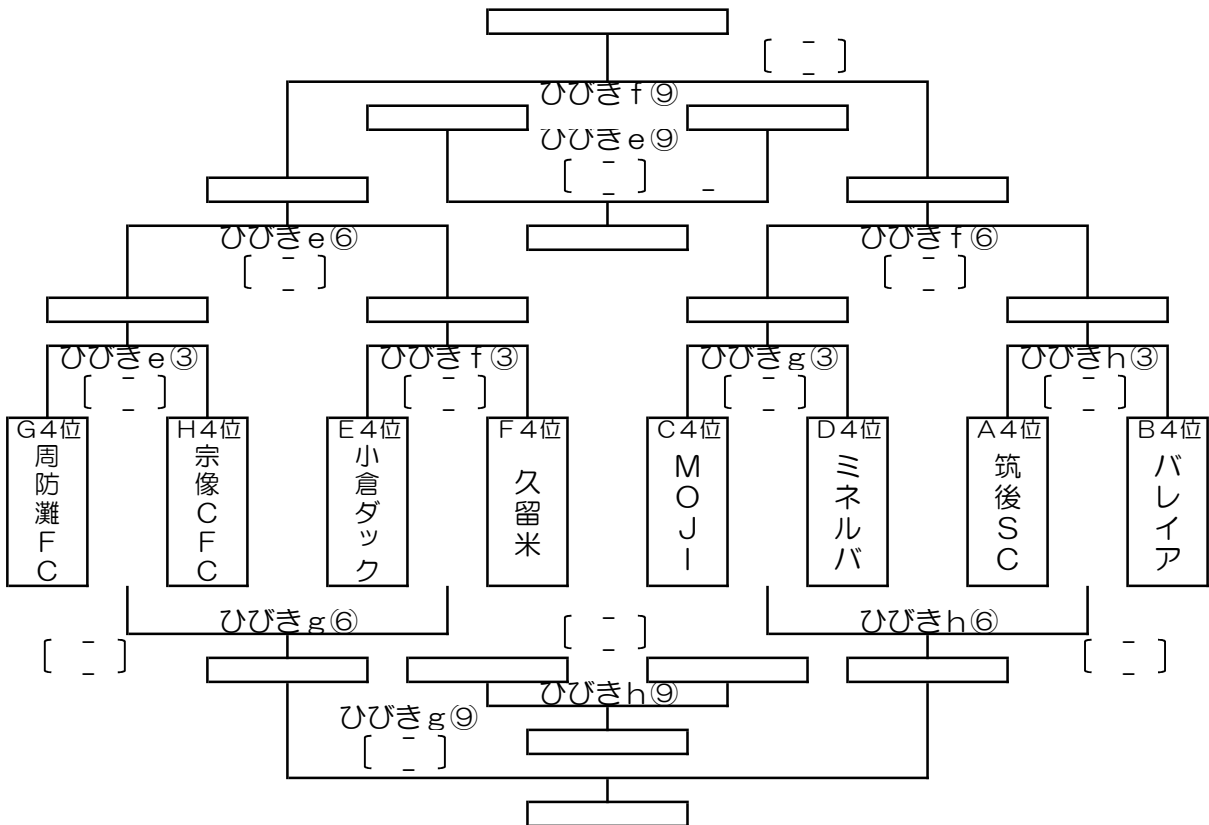 ひびきｆ⑨
ひびきｅ⑨
ひびきｅ⑥
ひびきｆ⑥
ひびきｅ③
ひびきｆ③
ひびきｇ③
ひびきｈ③
Ｇ４位
周防灘ＦＣ
Ｈ４位
宗像ＣＦＣ
Ｅ４位
小倉ダック
Ｆ４位
久留米
Ｃ４位
ＭＯＪＩ
Ｄ４位
ミネルバ
Ａ４位
筑後ＳＣ
Ｂ４位
バレイア
ひびきｇ⑥
ひびきｈ⑥
ひびきｈ⑨
ひびきｇ⑨